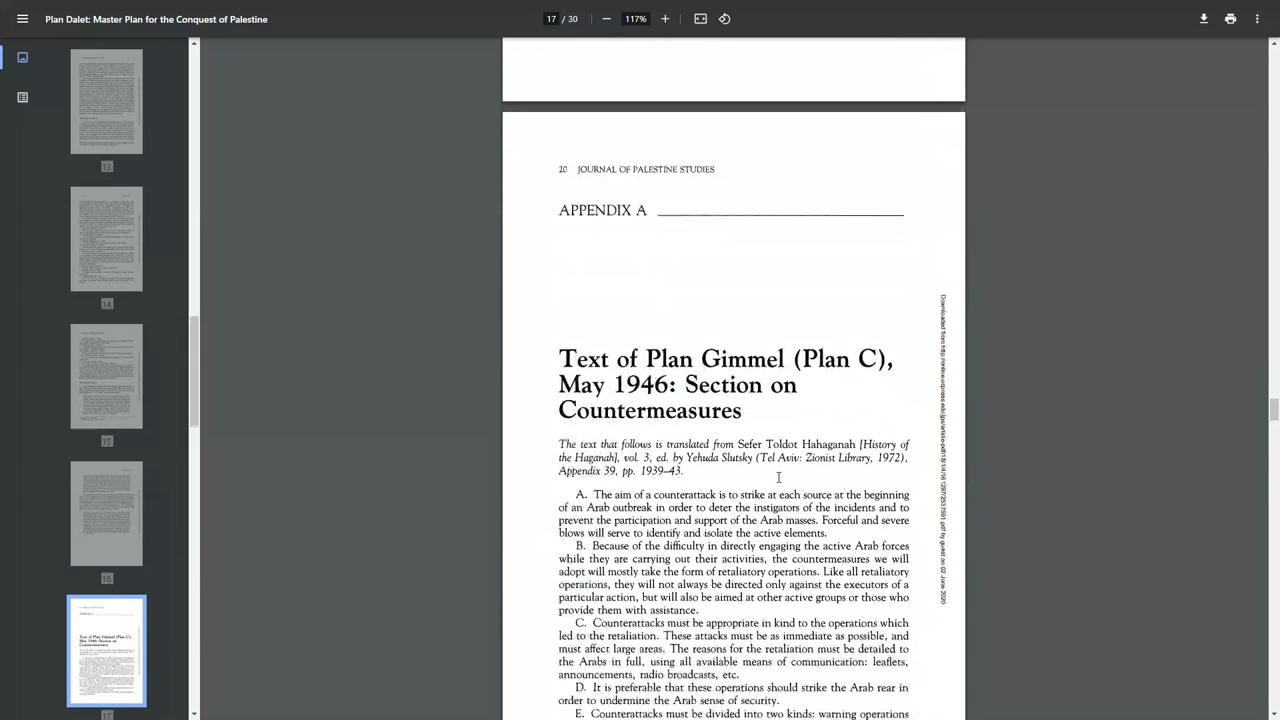 Plan Dalet: Master Plan for the Conquest of Palestine
17 / 30
117%
13
14
15
16
17
20 JOURNAL OF PALESTINE STUDIES
APPENDIX A
Text of Plan Gimmel (Plan C),
May 1946: Section on
Countermeasures
The text that follows is translated from Sefer Toldot Hahaganah [History of
the Haganah], vol. 3, ed. by Yehuda Slutsky (Tel Aviv: Zionist Library, 1972),
Appendix 39, pp. 1939–43.
A. The aim of a counterattack is to strike at each source at the beginning
of an Arab outbreak in order to deter the instigators of the incidents and to
prevent the participation and support of the Arab masses. Forceful and severe
blows will serve to identify and isolate the active elements.
B. Because of the difficulty in directly engaging the active Arab forces
while they are carrying out their activities, the countermeasures we will
adopt will mostly take the form of retaliatory operations. Like all retaliatory
operations, they will not always be directed only against the executors of a
particular action, but will also be aimed at other active groups or those who
provide them with assistance.
C. Counterattacks must be appropriate in kind to the operations which
led to the retaliation. These attacks must be as immediate as possible, and
must affect large areas. The reasons for the retaliation must be detailed to
the Arabs in full, using all available means of communication: leaflets,
announcements, radio broadcasts, etc.
D. It is preferable that these operations should strike the Arab rear in
order to undermine the Arab sense of security.
E. Counterattacks must be divided into two kinds: warning operations
by guest on 02 June 2020